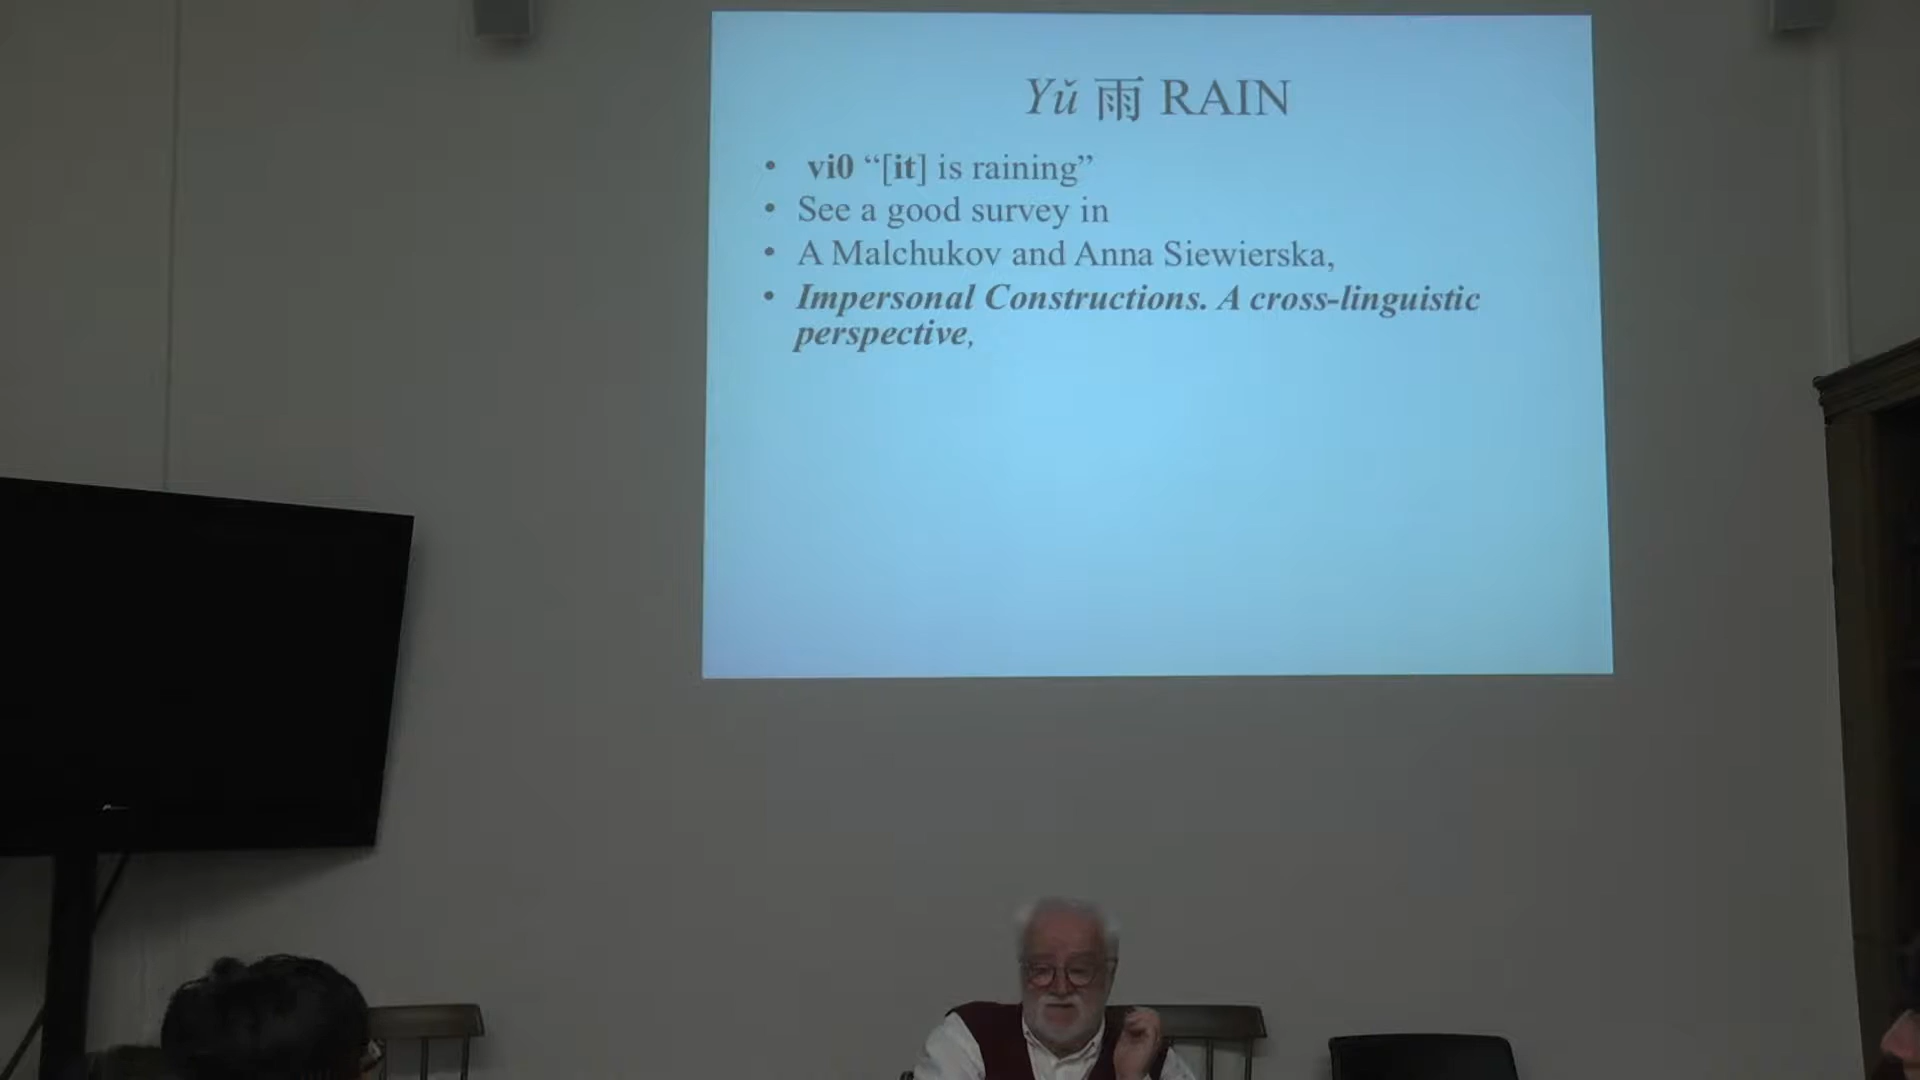 Yǔ 雨 RAIN
• vi0 “[it] is raining”
• See a good survey in
• A Malchukov and Anna Siewierska,
• Impersonal Constructions. A cross-linguistic
perspective,